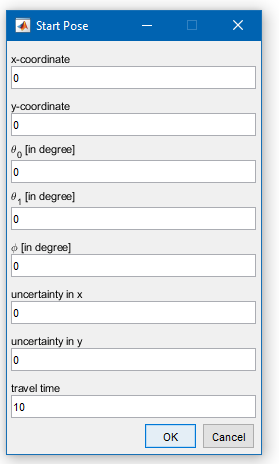 Start Pose
x-coordinate
0
y-coordinate
0
θ₀ [in degree]
0
θ₁ [in degree]
0
ϕ [in degree]
0
uncertainty in x
0
uncertainty in y
0
travel time
10
OK Cancel